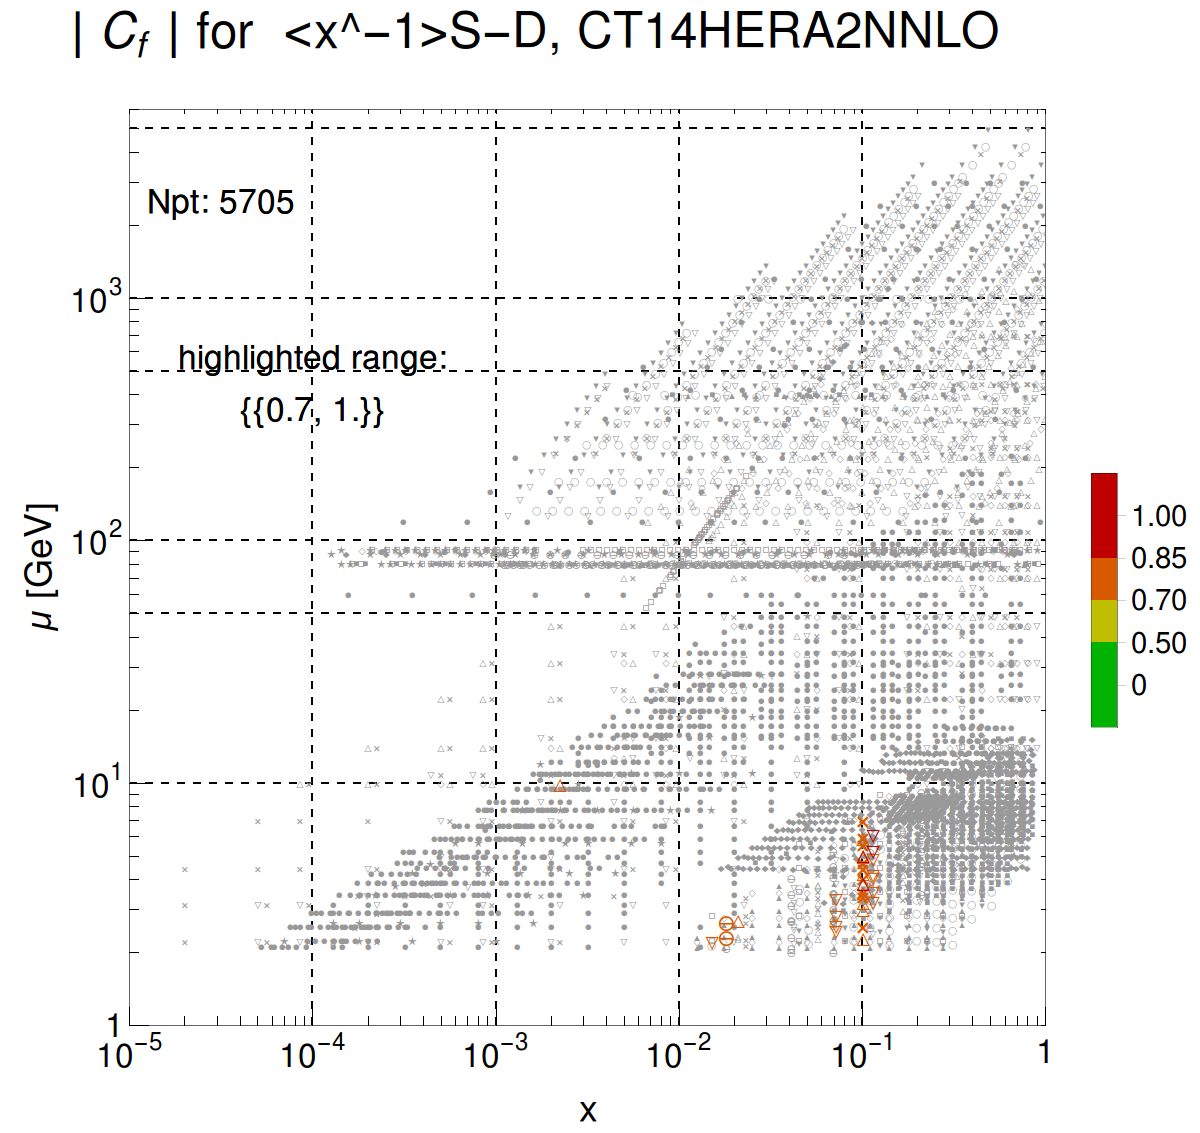 | C_f | for <x^−1>S−D, CT14HERA2NNLO
Npt: 5705
highlighted range:
{{0.7, 1.}}
10^3
10^2
10^1
1
μ [GeV]
10^−5 10^−4 10^−3 10^−2 10^−1 1
x
1.00
0.85
0.70
0.50
0